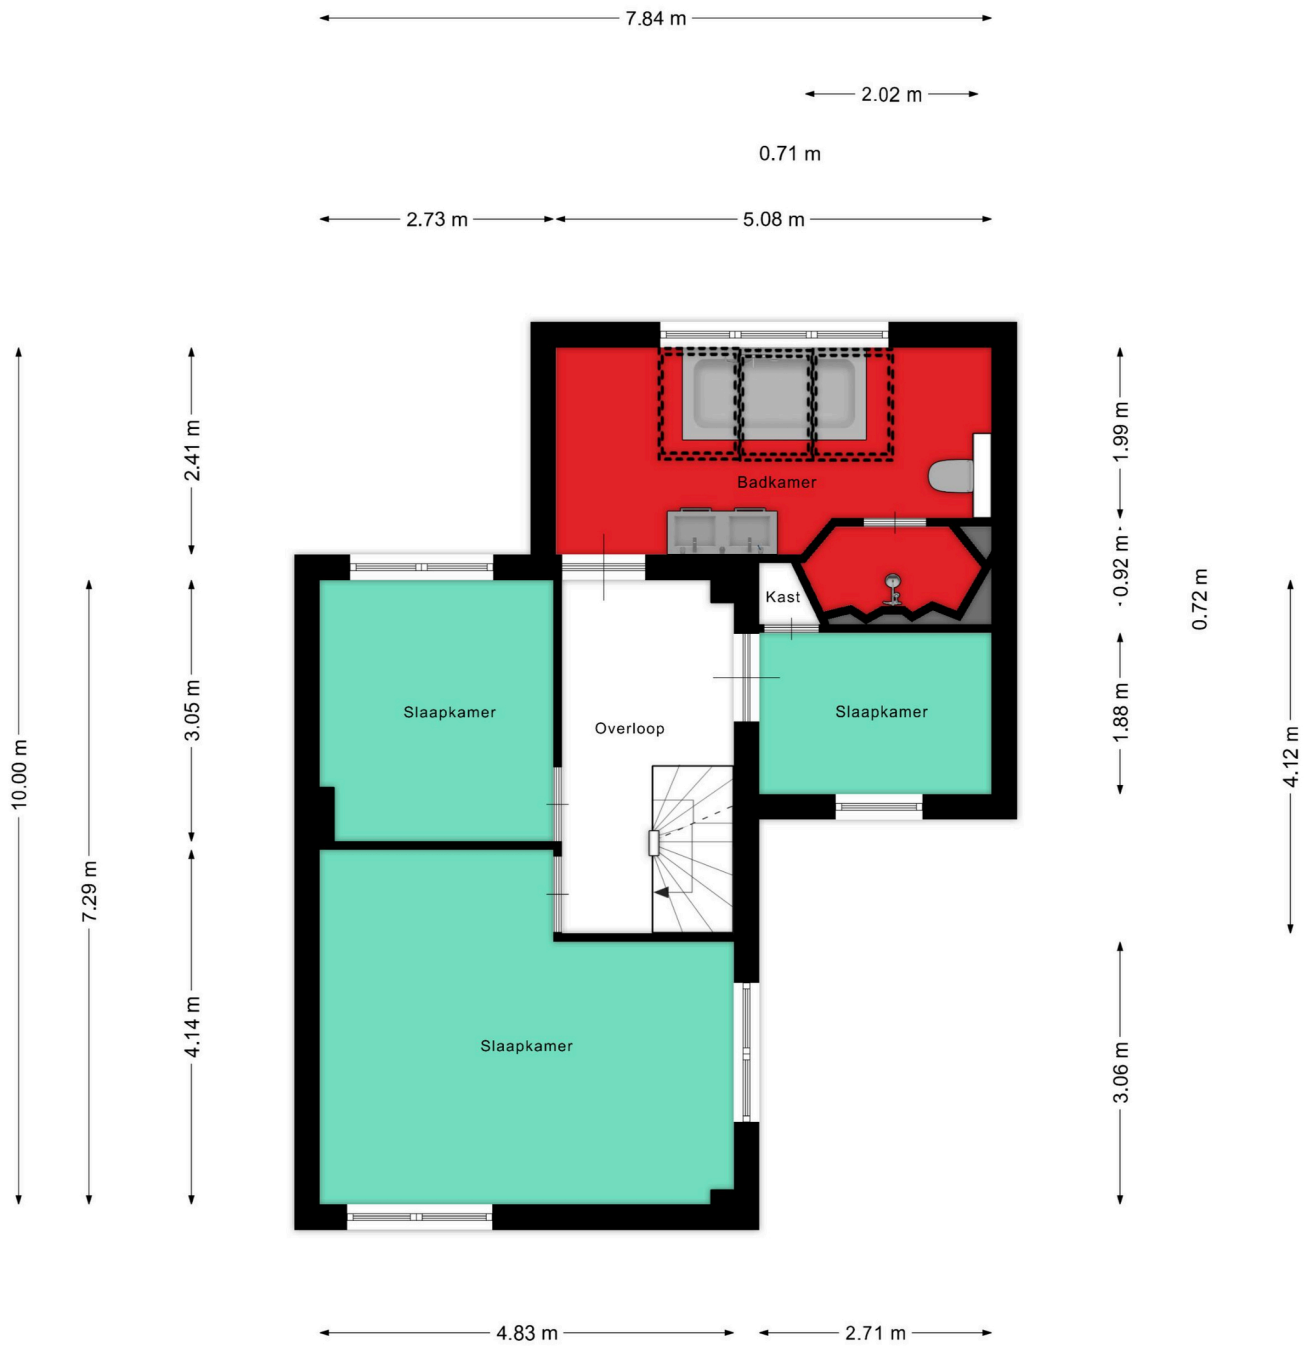 7.84 m
2.02 m
0.71 m
2.73 m
5.08 m
2.41 m
1.99 m
Badkamer
0.92 m
0.72 m
Kast
3.05 m
Slaapkamer
Overloop
Slaapkamer
1.88 m
10.00 m
4.12 m
7.29 m
4.14 m
Slaapkamer
3.06 m
4.83 m
2.71 m